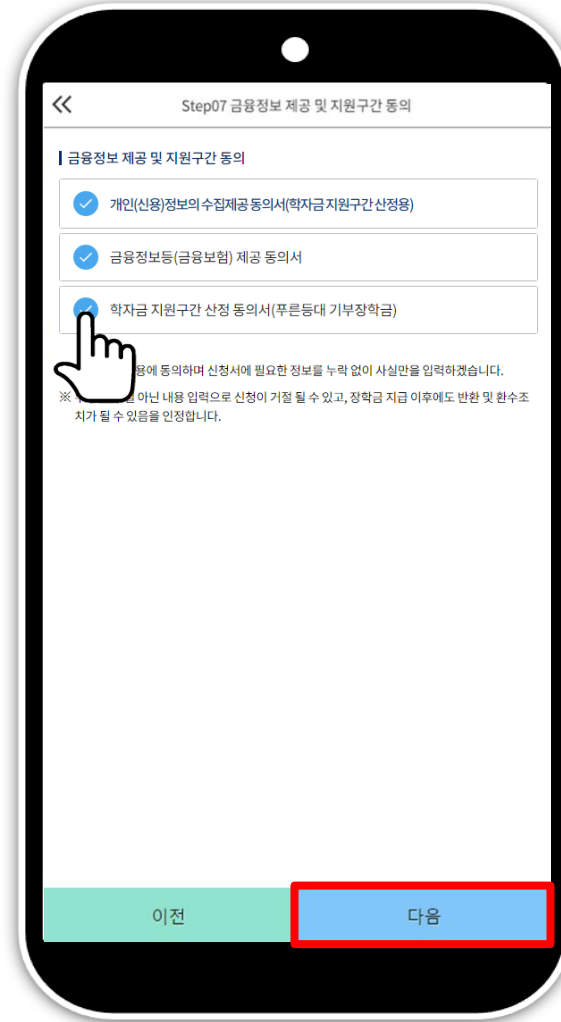 Step07 금융정보 제공 및 지원구간 동의
금융정보 제공 및 지원구간 동의
개인(신용)정보의 수집제공 동의서(학자금 지원구간 산정용)
금융정보등(금융보험) 제공 동의서
학자금 지원구간 산정 동의서(푸른등대 기부장학금)
용에 동의하며 신청서에 필요한 정보를 누락 없이 사실만을 입력하겠습니다.
※ 아닌 내용 입력으로 신청이 거절 될 수 있고, 장학금 지급 이후에도 반환 및 환수조
치가 될 수 있음을 인정합니다.
이전 다음